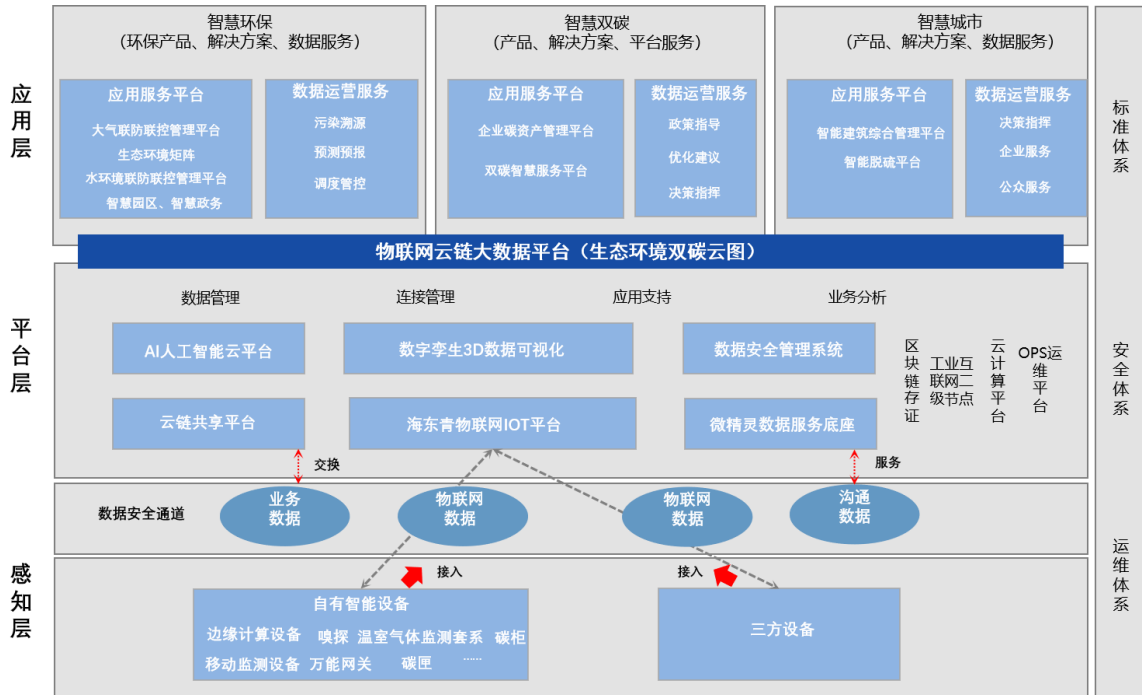 智慧环保
（环保产品、解决方案、数据服务）
应用服务平台
大气联防联控管理平台
生态环境矩阵
水环境联防联控管理平台
智慧园区、智慧政务
数据运营服务
污染溯源
预测预报
调度管控
智慧双碳
（产品、解决方案、平台服务）
应用服务平台
企业碳资产管理平台
双碳智慧服务平台
数据运营服务
政策指导
优化建议
决策指挥
智慧城市
（产品、解决方案、数据服务）
应用服务平台
智能建筑综合管理平台
智能脱硫平台
数据运营服务
决策指挥
企业服务
公众服务
应用层
标准体系
物联网云链大数据平台（生态环境双碳云图）
平台层
数据管理
连接管理
应用支持
业务分析
AI人工智能云平台
数字孪生3D数据可视化
数据安全管理系统
云链共享平台
海东青物联网IOT平台
微精灵数据服务底座
区块链存证
工业互
联网二
级节点
云计算平台
OPS运
维平台
安全体系
交换
服务
数据安全通道
业务
数据
物联网
数据
物联网
数据
沟通
数据
感知层
接入
接入
自有智能设备
边缘计算设备 嗅探 温室气体监测套系 碳柜
移动监测设备 万能网关 碳匣 ......
三方设备
运维体系